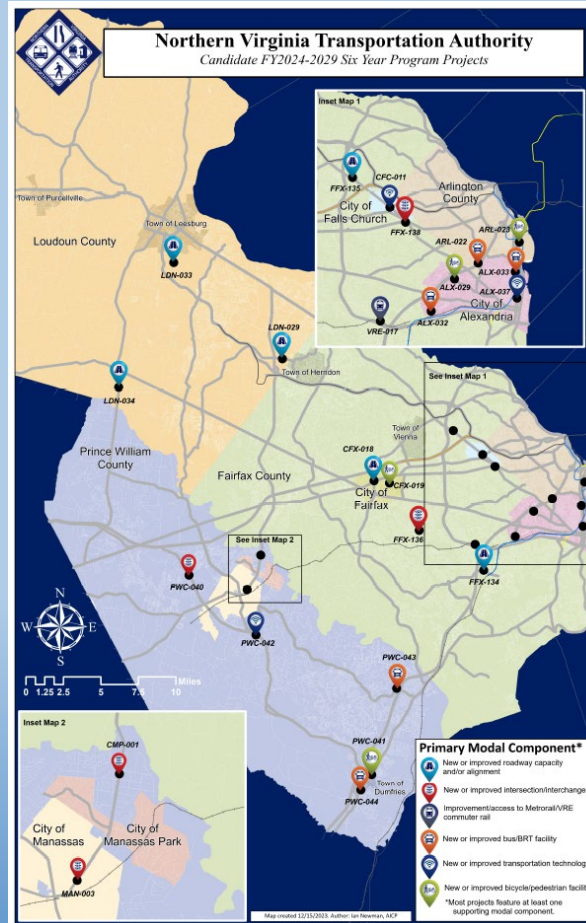 Northern Virginia Transportation Authority
Candidate FY2024-2029 Six Year Program Projects
Inset Map 1
FFX-135
CFC-011
Arlington
County
City of
Falls Church
FFX-138
ARL-023
ARL-022
ALX-033
ALX-029
ALX-037
City of
Alexandria
ALX-032
VRE-017
Town of Purcellville
Town of Leesburg
Loudoun County
LDN-033
LDN-029
Town of Herndon
LDN-034
See Inset Map 1
Prince William
County
Fairfax County
Town of
Vienna
CFX-018
CFX-019
City of
Fairfax
FFX-136
See Inset Map 2
FFX-134
PWC-040
N
W
E
S
PWC-042
PWC-043
Miles
0 1.25 2.5 5 7.5 10
PWC-041
Town of
Dumfries
PWC-044
Inset Map 2
CMP-001
City of
Manassas
City of
Manassas Park
MAN-003
Primary Modal Component*
New or improved roadway capacity
and/or alignment
New or improved intersection/interchange
Improvement/access to Metrorail/VRE
commuter rail
New or improved bus/BRT facility
New or improved transportation technolog
New or improved bicycle/pedestrian facilit
*Most projects feature at least one
supporting modal component.
Map created 12/15/2023. Author: Ian Newman, AICP